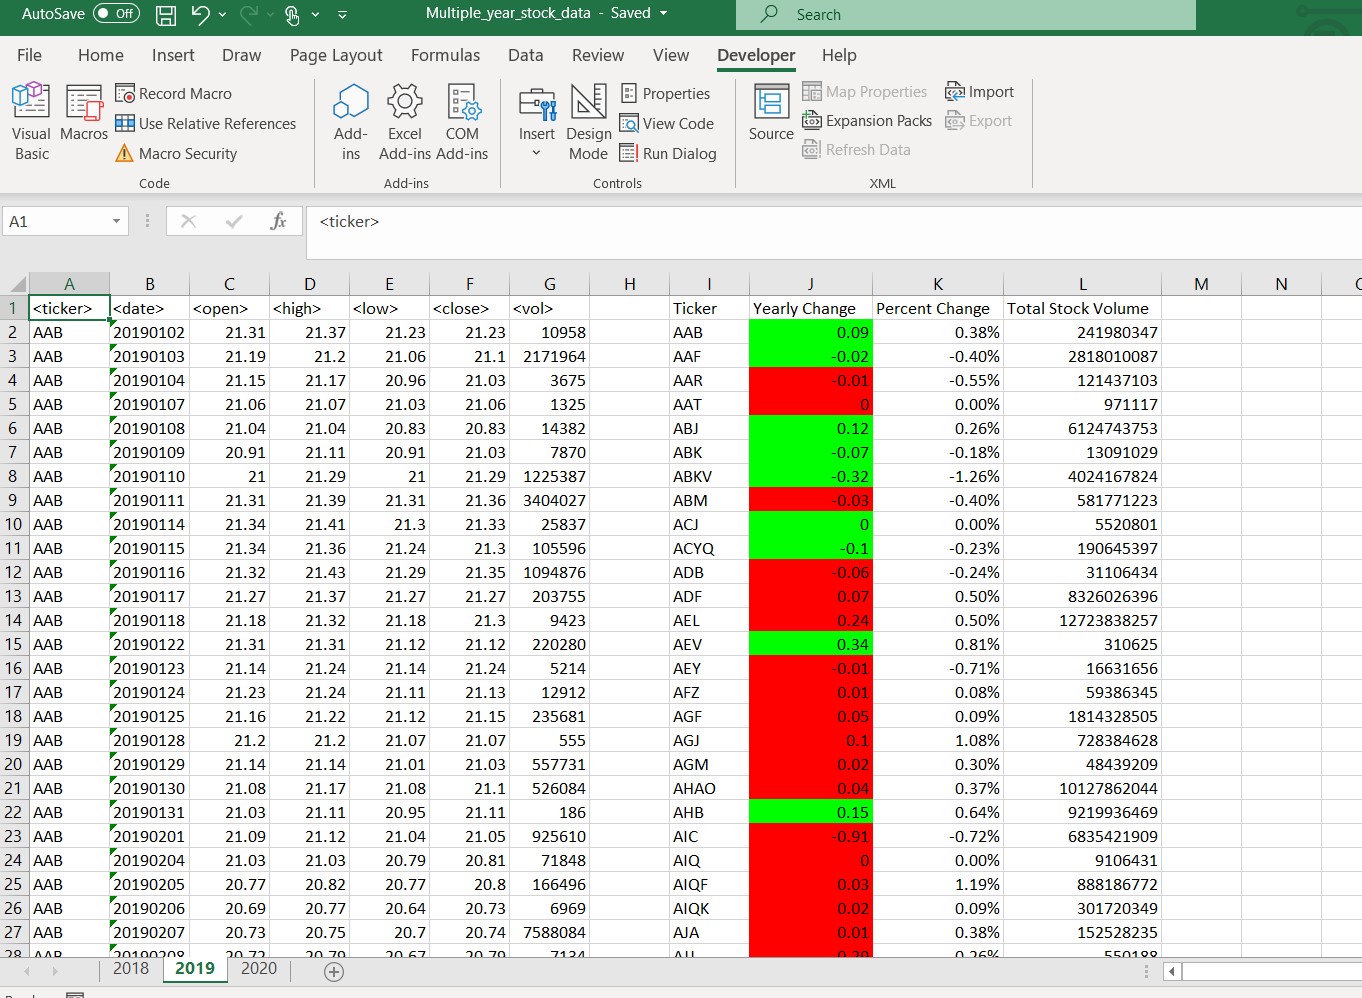 AutoSave Off Multiple_year_stock_data - Saved Search
File Home Insert Draw Page Layout Formulas Data Review View Developer Help
Visual Basic
Macros
Record Macro
Use Relative References
Macro Security
Code
Add-ins
Excel Add-ins
COM Add-ins
Add-ins
Insert
Design Mode
Properties
View Code
Run Dialog
Controls
Source
Map Properties
Expansion Packs
Refresh Data
Import
Export
XML
A1 fx <ticker>
A B C D E F G H I J K L M N
1 <ticker> <date> <open> <high> <low> <close> <vol> Ticker Yearly Change Percent Change Total Stock Volume
2 AAB 20190102 21.31 21.37 21.23 21.23 10958 AAB 0.09 0.38% 241980347
3 AAB 20190103 21.19 21.2 21.06 21.1 2171964 AAF -0.02 -0.40% 2818010087
4 AAB 20190104 21.15 21.17 20.96 21.03 3675 AAR -0.01 -0.55% 121437103
5 AAB 20190107 21.06 21.07 21.03 21.06 1325 AAT 0 0.00% 971117
6 AAB 20190108 21.04 21.04 20.83 20.83 14382 ABJ 0.12 0.26% 6124743753
7 AAB 20190109 20.91 21.11 20.91 21.03 7870 ABK -0.07 -0.18% 13091029
8 AAB 20190110 21 21.29 21 21.29 1225387 ABKV -0.32 -1.26% 4024167824
9 AAB 20190111 21.31 21.39 21.31 21.36 3404027 ABM -0.03 -0.40% 581771223
10 AAB 20190114 21.34 21.41 21.3 21.33 25837 ACJ 0 0.00% 5520801
11 AAB 20190115 21.34 21.36 21.24 21.3 105596 ACYQ -0.1 -0.23% 190645397
12 AAB 20190116 21.32 21.43 21.29 21.35 1094876 ADB -0.06 -0.24% 31106434
13 AAB 20190117 21.27 21.37 21.27 21.27 203755 ADF 0.07 0.50% 8326026396
14 AAB 20190118 21.18 21.32 21.18 21.3 9423 AEL 0.24 0.50% 12723838257
15 AAB 20190122 21.31 21.31 21.12 21.12 220280 AEV 0.34 0.81% 310625
16 AAB 20190123 21.14 21.24 21.14 21.24 5214 AEY -0.01 -0.71% 16631656
17 AAB 20190124 21.23 21.24 21.11 21.13 12912 AFZ 0.01 0.08% 59386345
18 AAB 20190125 21.16 21.22 21.12 21.15 235681 AGF 0.05 0.09% 1814328505
19 AAB 20190128 21.2 21.2 21.07 21.07 555 AGJ 0.1 1.08% 728384628
20 AAB 20190129 21.14 21.14 21.01 21.03 557731 AGM 0.02 0.30% 48439209
21 AAB 20190130 21.08 21.17 21.08 21.1 526084 AHAO 0.04 0.37% 10127862044
22 AAB 20190131 21.03 21.11 20.95 21.11 186 AHB 0.15 0.64% 9219936469
23 AAB 20190201 21.09 21.12 21.04 21.05 925610 AIC -0.91 -0.72% 6835421909
24 AAB 20190204 21.03 21.03 20.79 20.81 71848 AIQ 0 0.00% 9106431
25 AAB 20190205 20.77 20.82 20.77 20.8 166496 AIQF 0.03 1.19% 888186772
26 AAB 20190206 20.69 20.77 20.64 20.73 6969 AIQK 0.02 0.09% 301720349
27 AAB 20190207 20.73 20.75 20.7 20.74 7588084 AJA 0.01 0.38% 152528235
28 AAB 20190208
2018 2019 2020